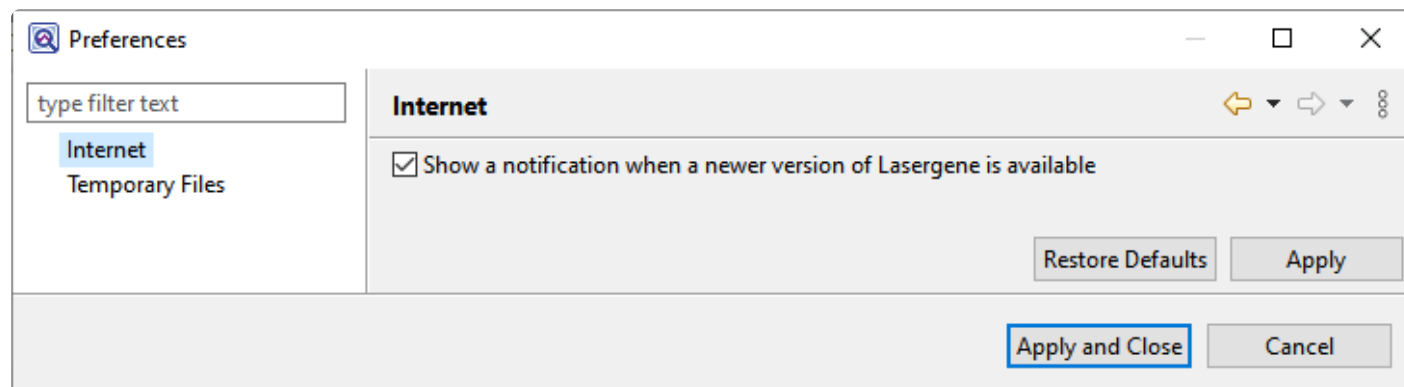 Preferences
type filter text
Internet
Temporary Files
Internet
Show a notification when a newer version of Lasergene is available
Restore Defaults
Apply
Apply and Close
Cancel